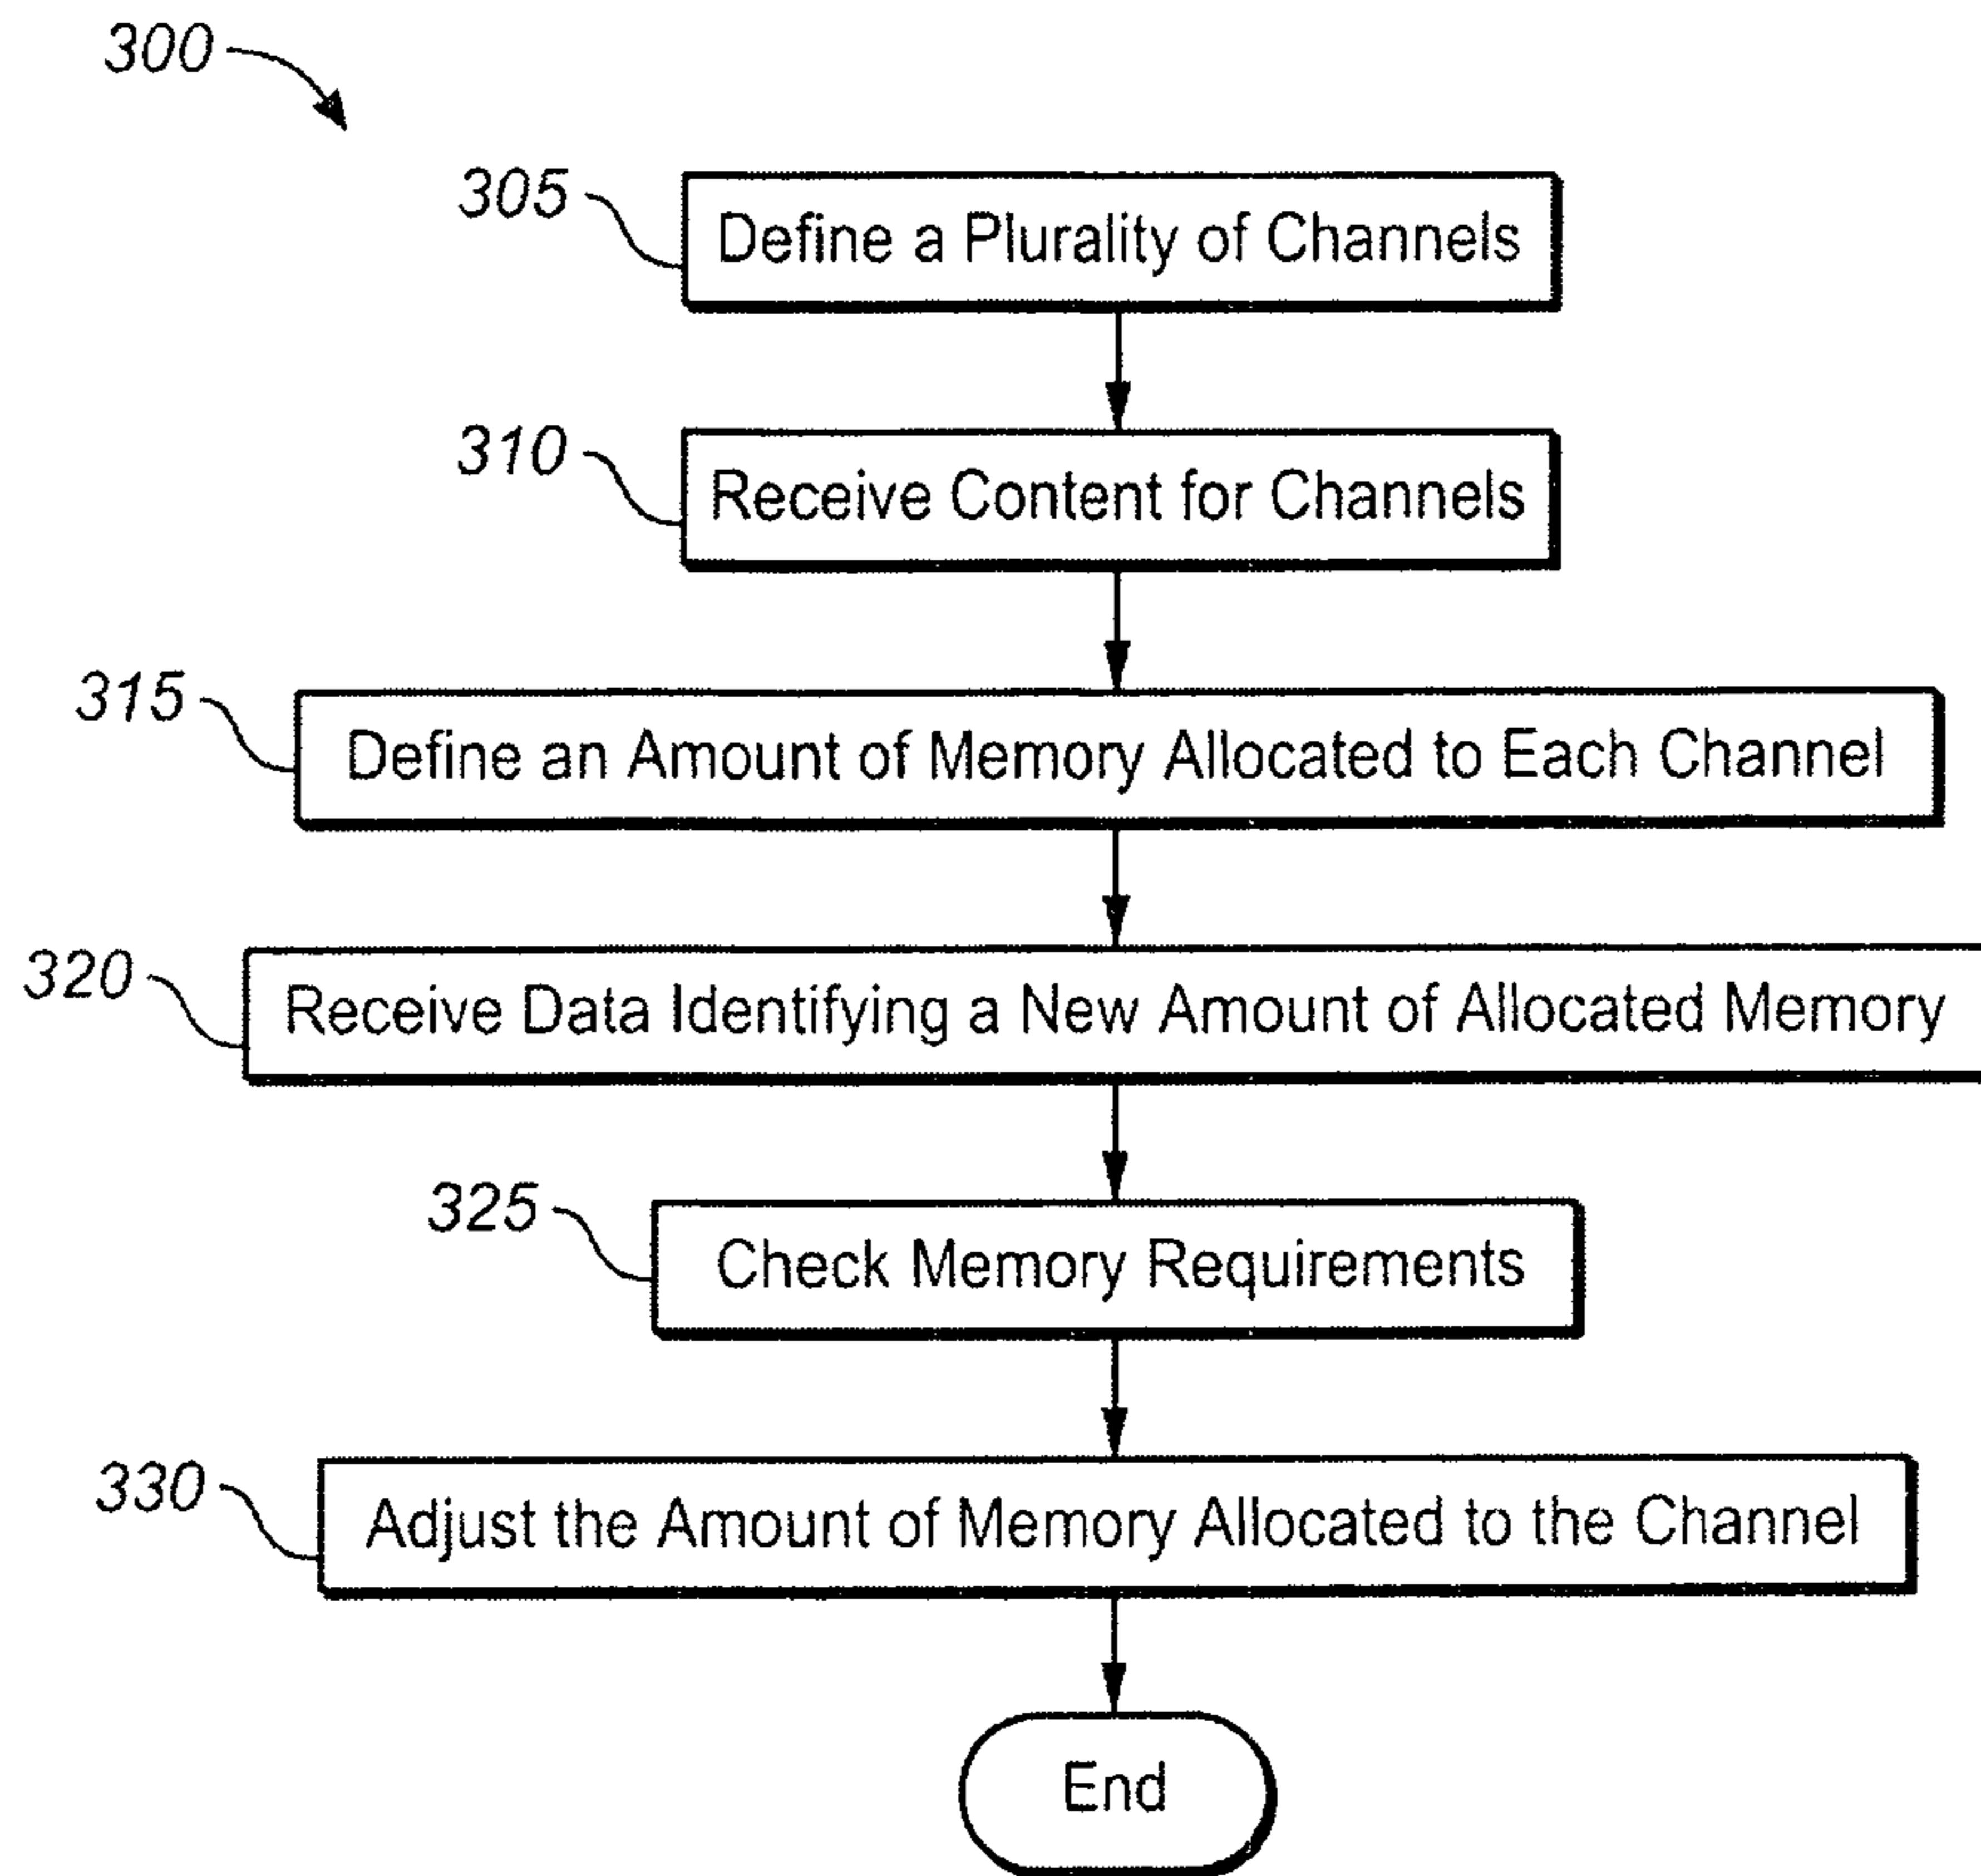 300
305
Define a Plurality of Channels
310
Receive Content for Channels
315
Define an Amount of Memory Allocated to Each Channel
320
Receive Data Identifying a New Amount of Allocated Memory
325
Check Memory Requirements
330
Adjust the Amount of Memory Allocated to the Channel
End